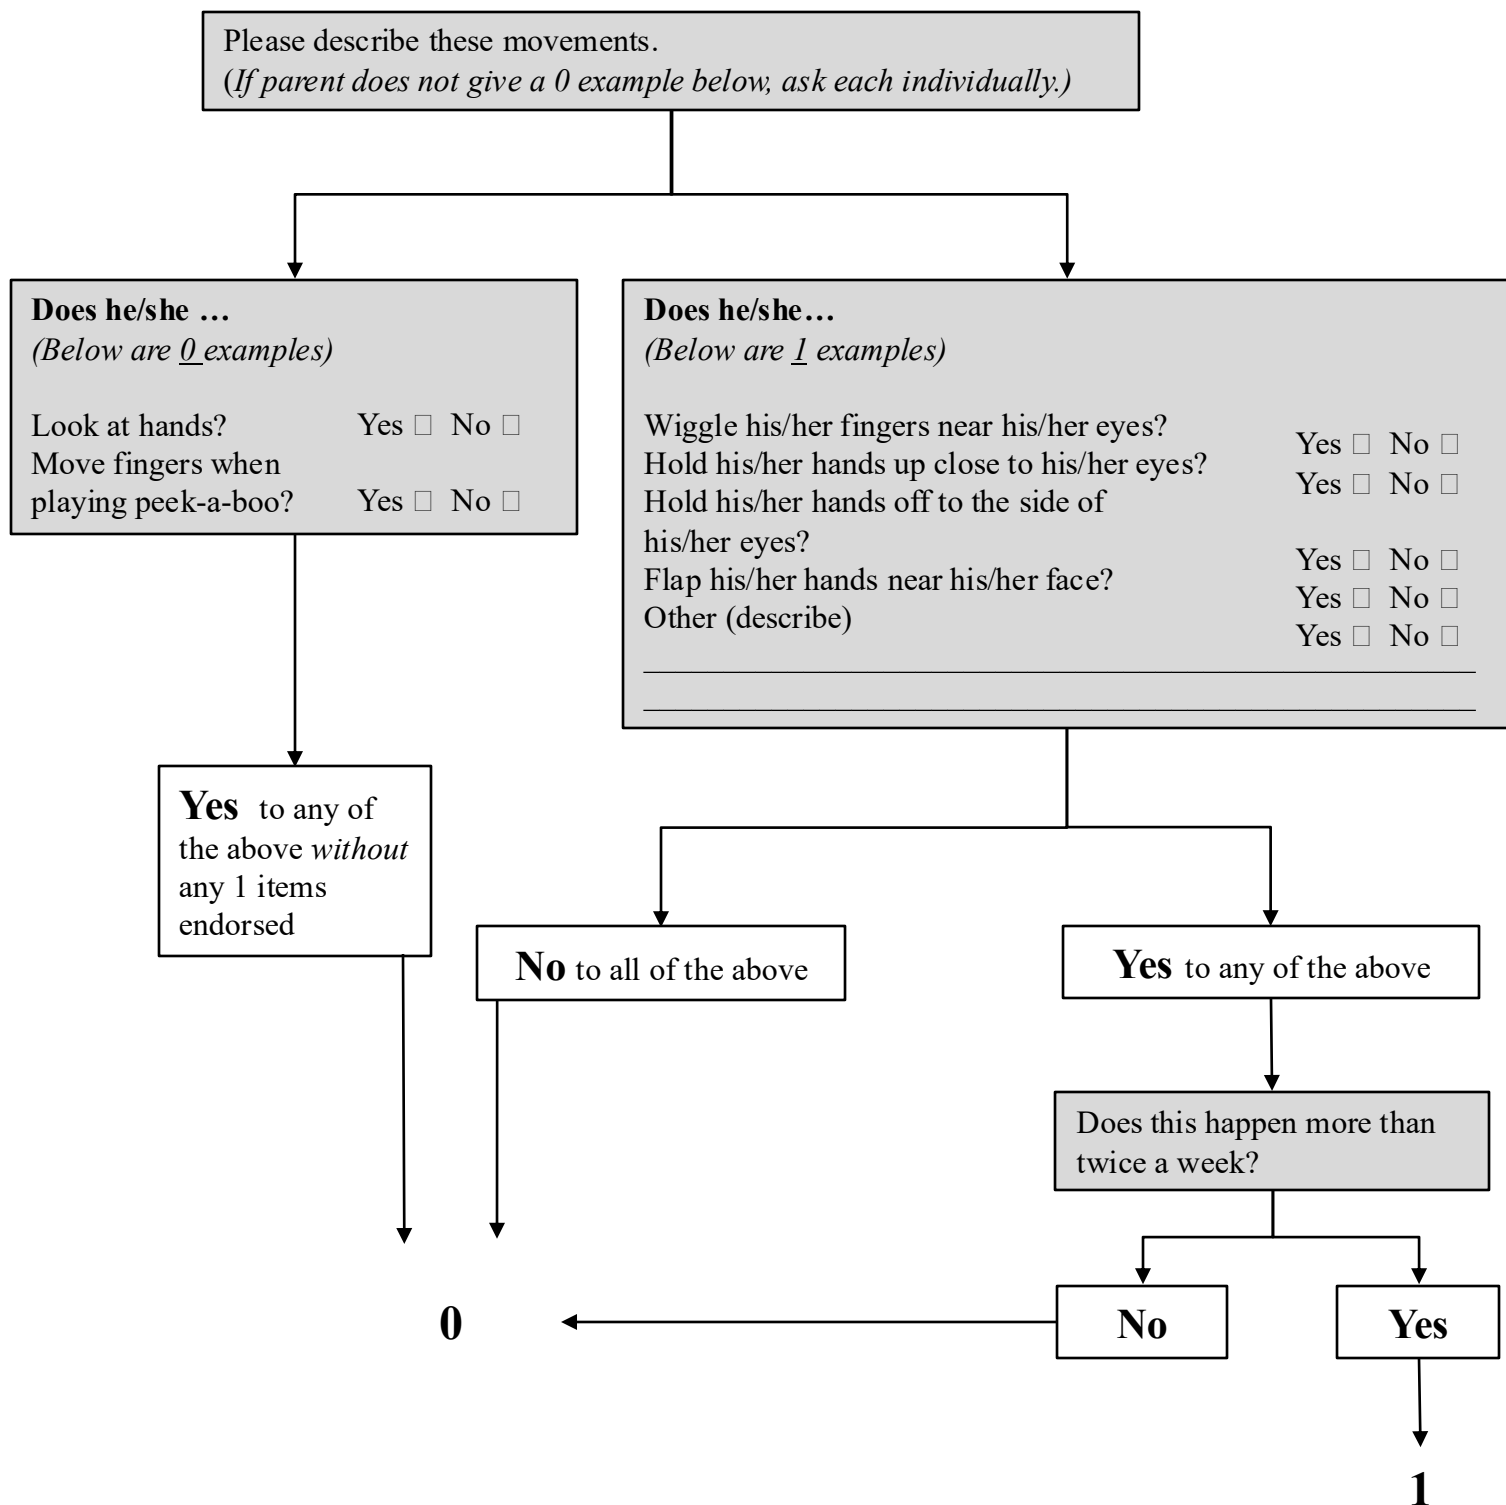 Please describe these movements.
(If parent does not give a 0 example below, ask each individually.)
Does he/she …
(Below are 0 examples)
Look at hands? Yes □ No □
Move fingers when
playing peek-a-boo? Yes □ No □
Does he/she…
(Below are 1 examples)
Wiggle his/her fingers near his/her eyes? Yes □ No □
Hold his/her hands up close to his/her eyes? Yes □ No □
Hold his/her hands off to the side of
his/her eyes? Yes □ No □
Flap his/her hands near his/her face? Yes □ No □
Other (describe) Yes □ No □
Yes to any of
the above without
any 1 items
endorsed
No to all of the above
Yes to any of the above
Does this happen more than
twice a week?
0
No
Yes
1